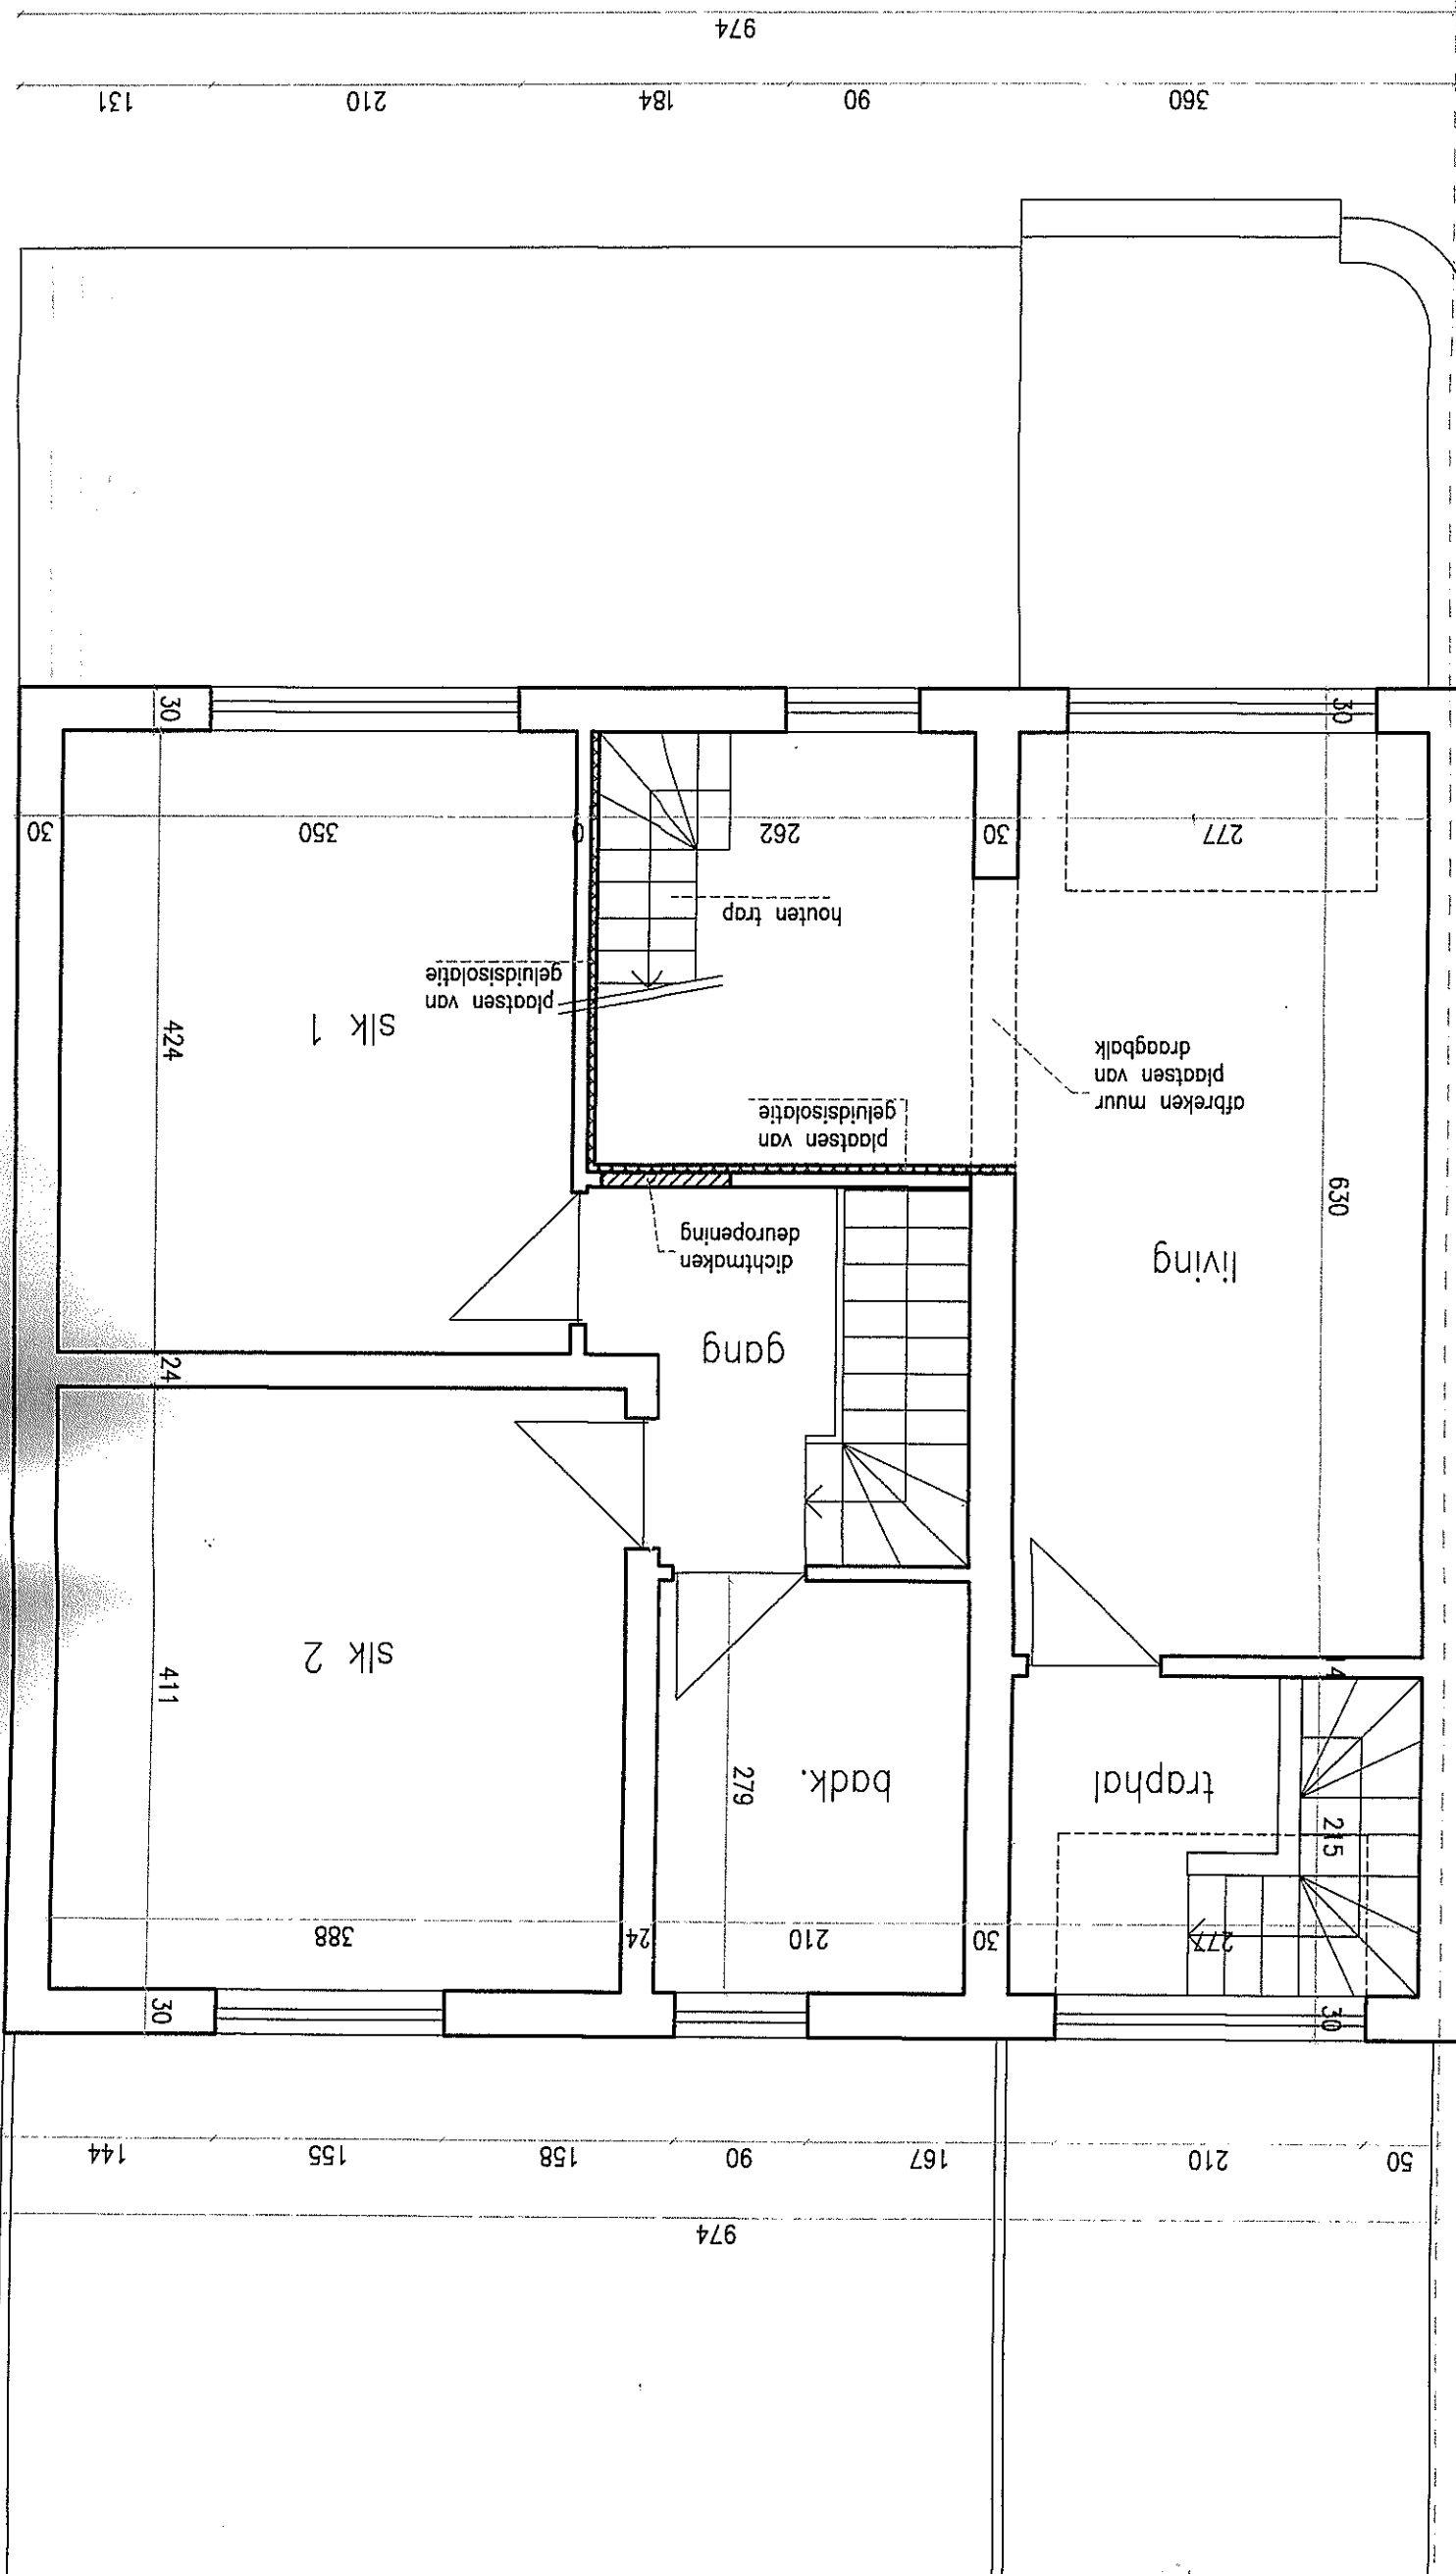 974
50 210 167 90 158 155 144
30
30
277 30 210 24 388
215
traphal
badk.
279
slk 2
411
living
630
gang
24
dichtmaken
deuropening
afbreken muur
plaatsen van
draagbalk
plaatsen van
geluidsisolatie
slk 1
424
plaatsen van
geluidsisolatie
houten trap
277 30 262 350 30
30
30
360 90 184 210 131
974